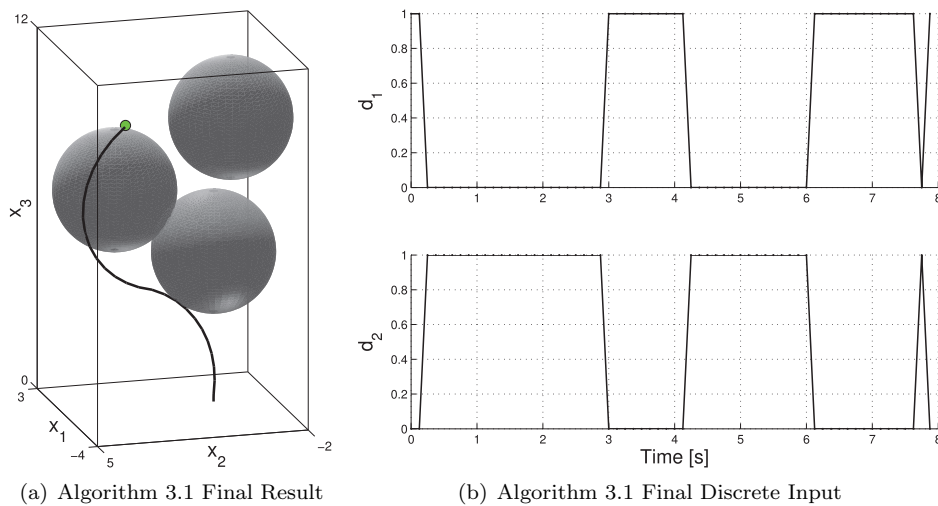 12
x3
0
3
x1
−4
5
x2
−2
(a) Algorithm 3.1 Final Result
1
0.8
0.6
0.4
0.2
0
d1
0 1 2 3 4 5 6 7 8
1
0.8
0.6
0.4
0.2
0
d2
0 1 2 3 4 5 6 7 8
Time [s]
(b) Algorithm 3.1 Final Discrete Input